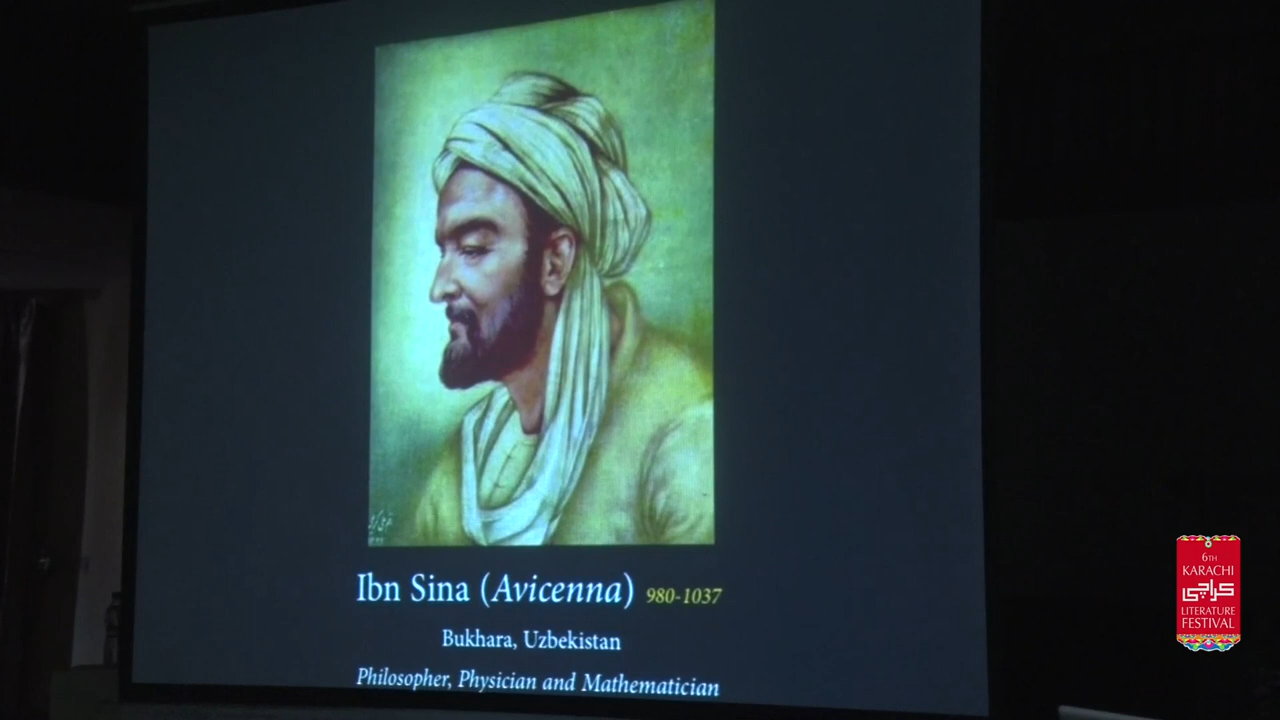 Ibn Sina (Avicenna) 980-1037
Bukhara, Uzbekistan
Philosopher, Physician and Mathematician
6TH
KARACHI
کراچی
LITERATURE
FESTIVAL